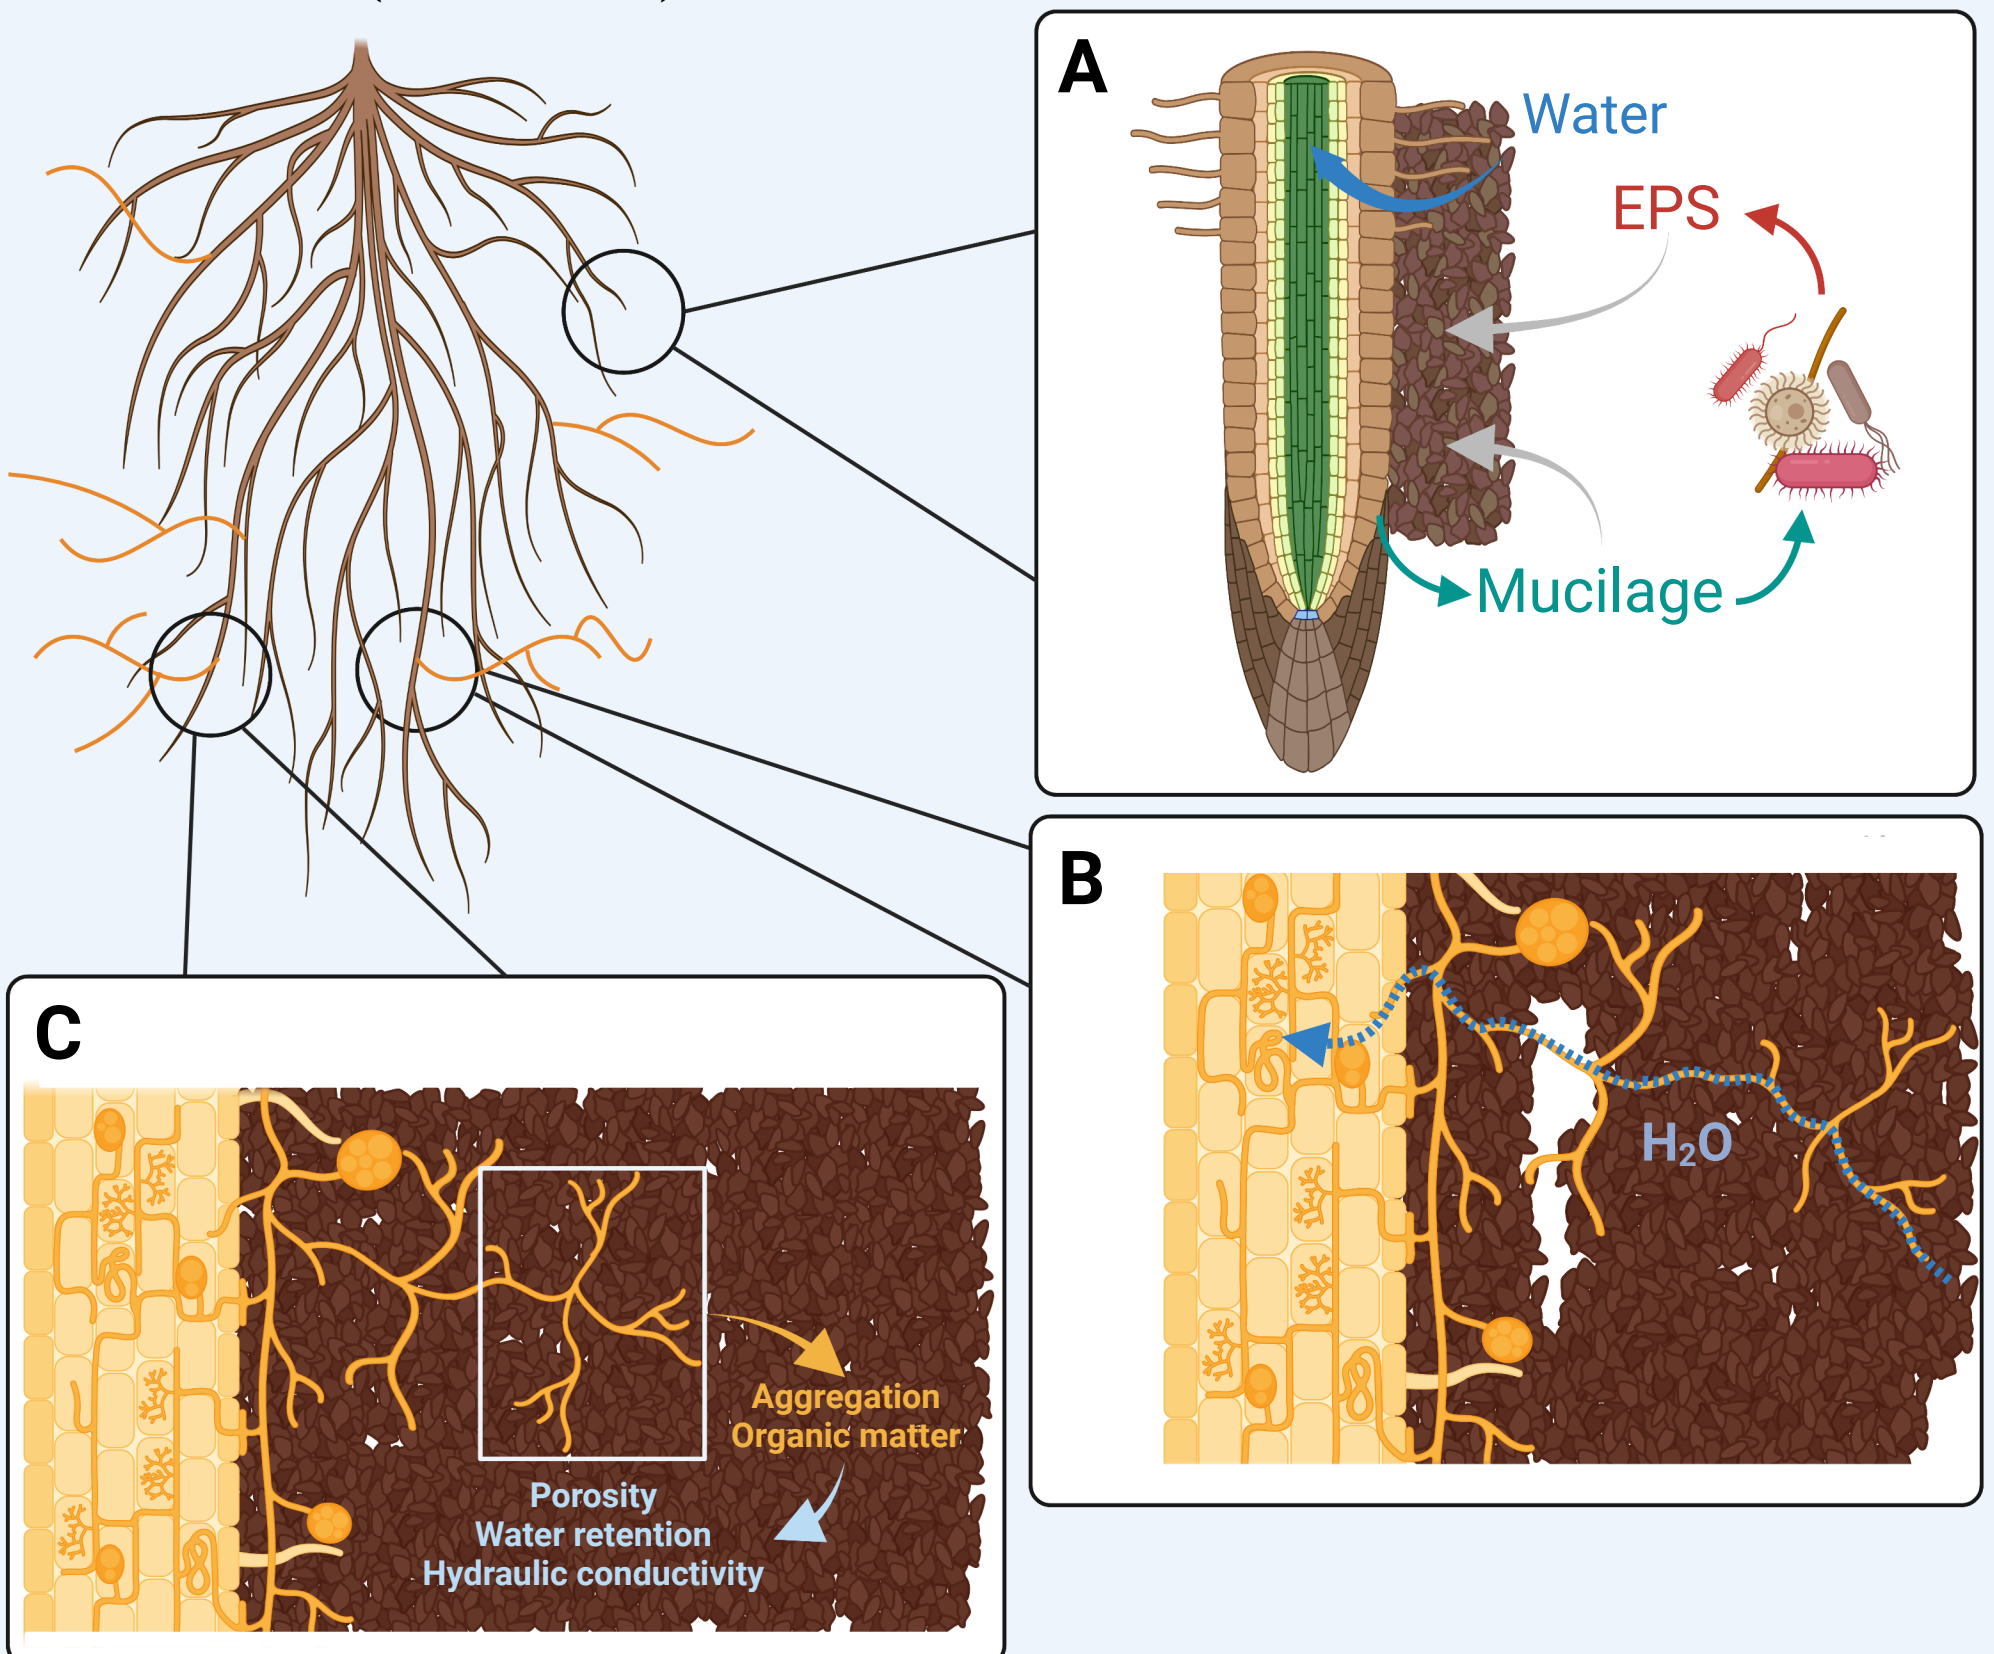 A
Water
EPS
Mucilage
B
H₂O
C
Aggregation
Organic matter
Porosity
Water retention
Hydraulic conductivity